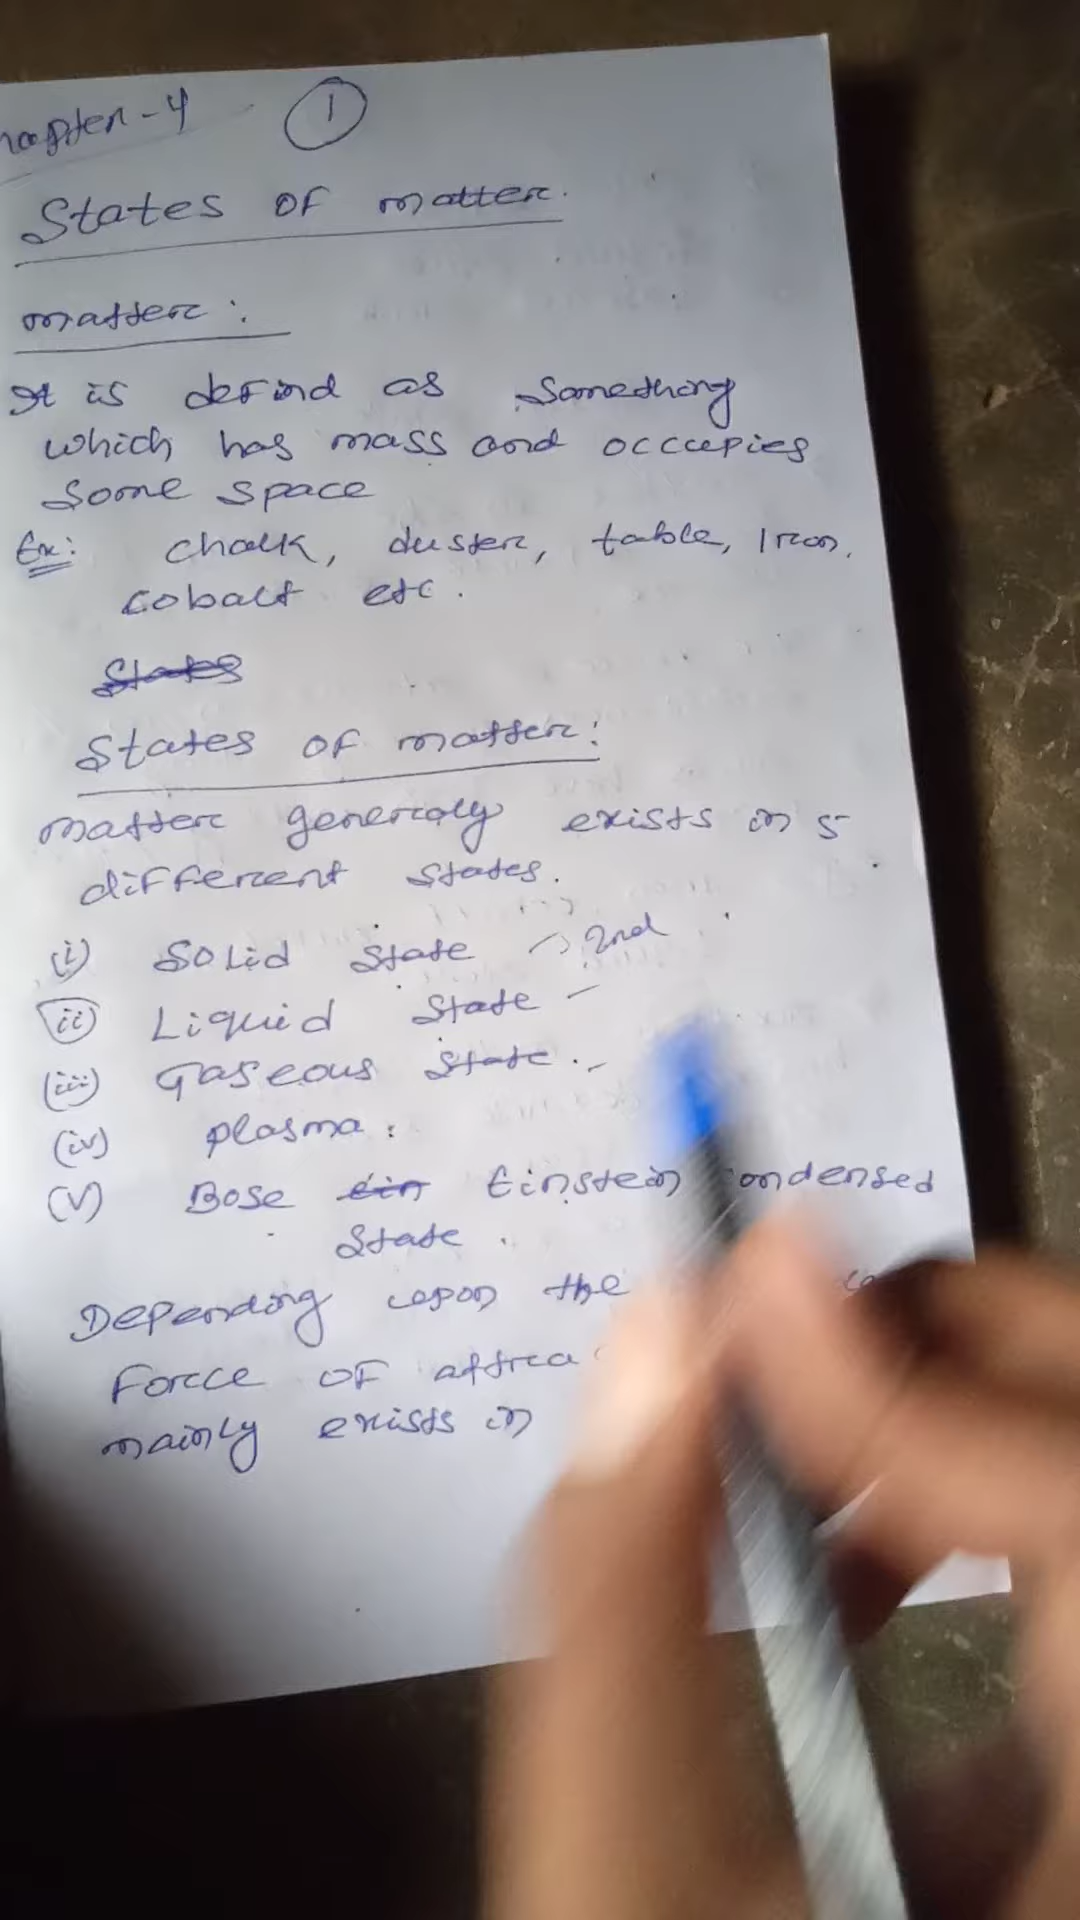 hapter-4 1
States OF matter.
matter:
It is defind as Something
which has mass and occupies
Some space
Ex: chalk, duster, table, Iron,
cobalt etc.
States
States OF matter:
matter generaly exists in 5
different states.
(i) Solid State → 2nd
(ii) Liquid State -
(iii) Gaseous State. -
(iv) plasma.
(v) Bose ein Einstein condensed
State.
Depending upon the
Force OF attrac
mainly exists in